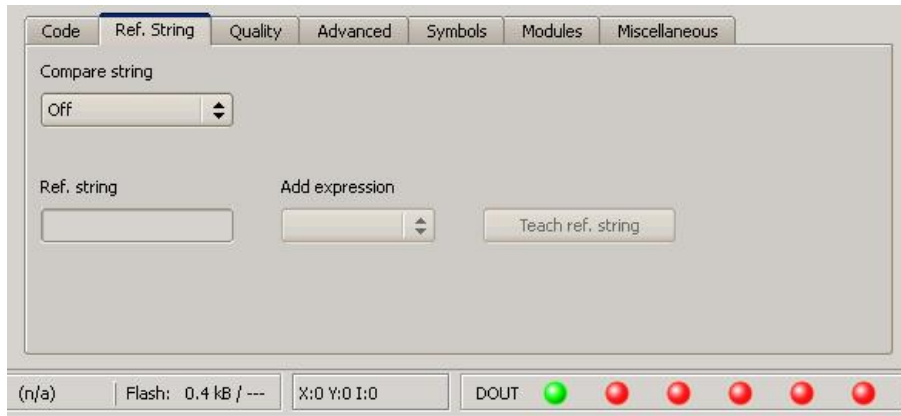 Code Ref. String Quality Advanced Symbols Modules Miscellaneous
Compare string
Off
Ref. string Add expression
Teach ref. string
(n/a) Flash: 0.4 kB / --- X:0 Y:0 I:0 DOUT